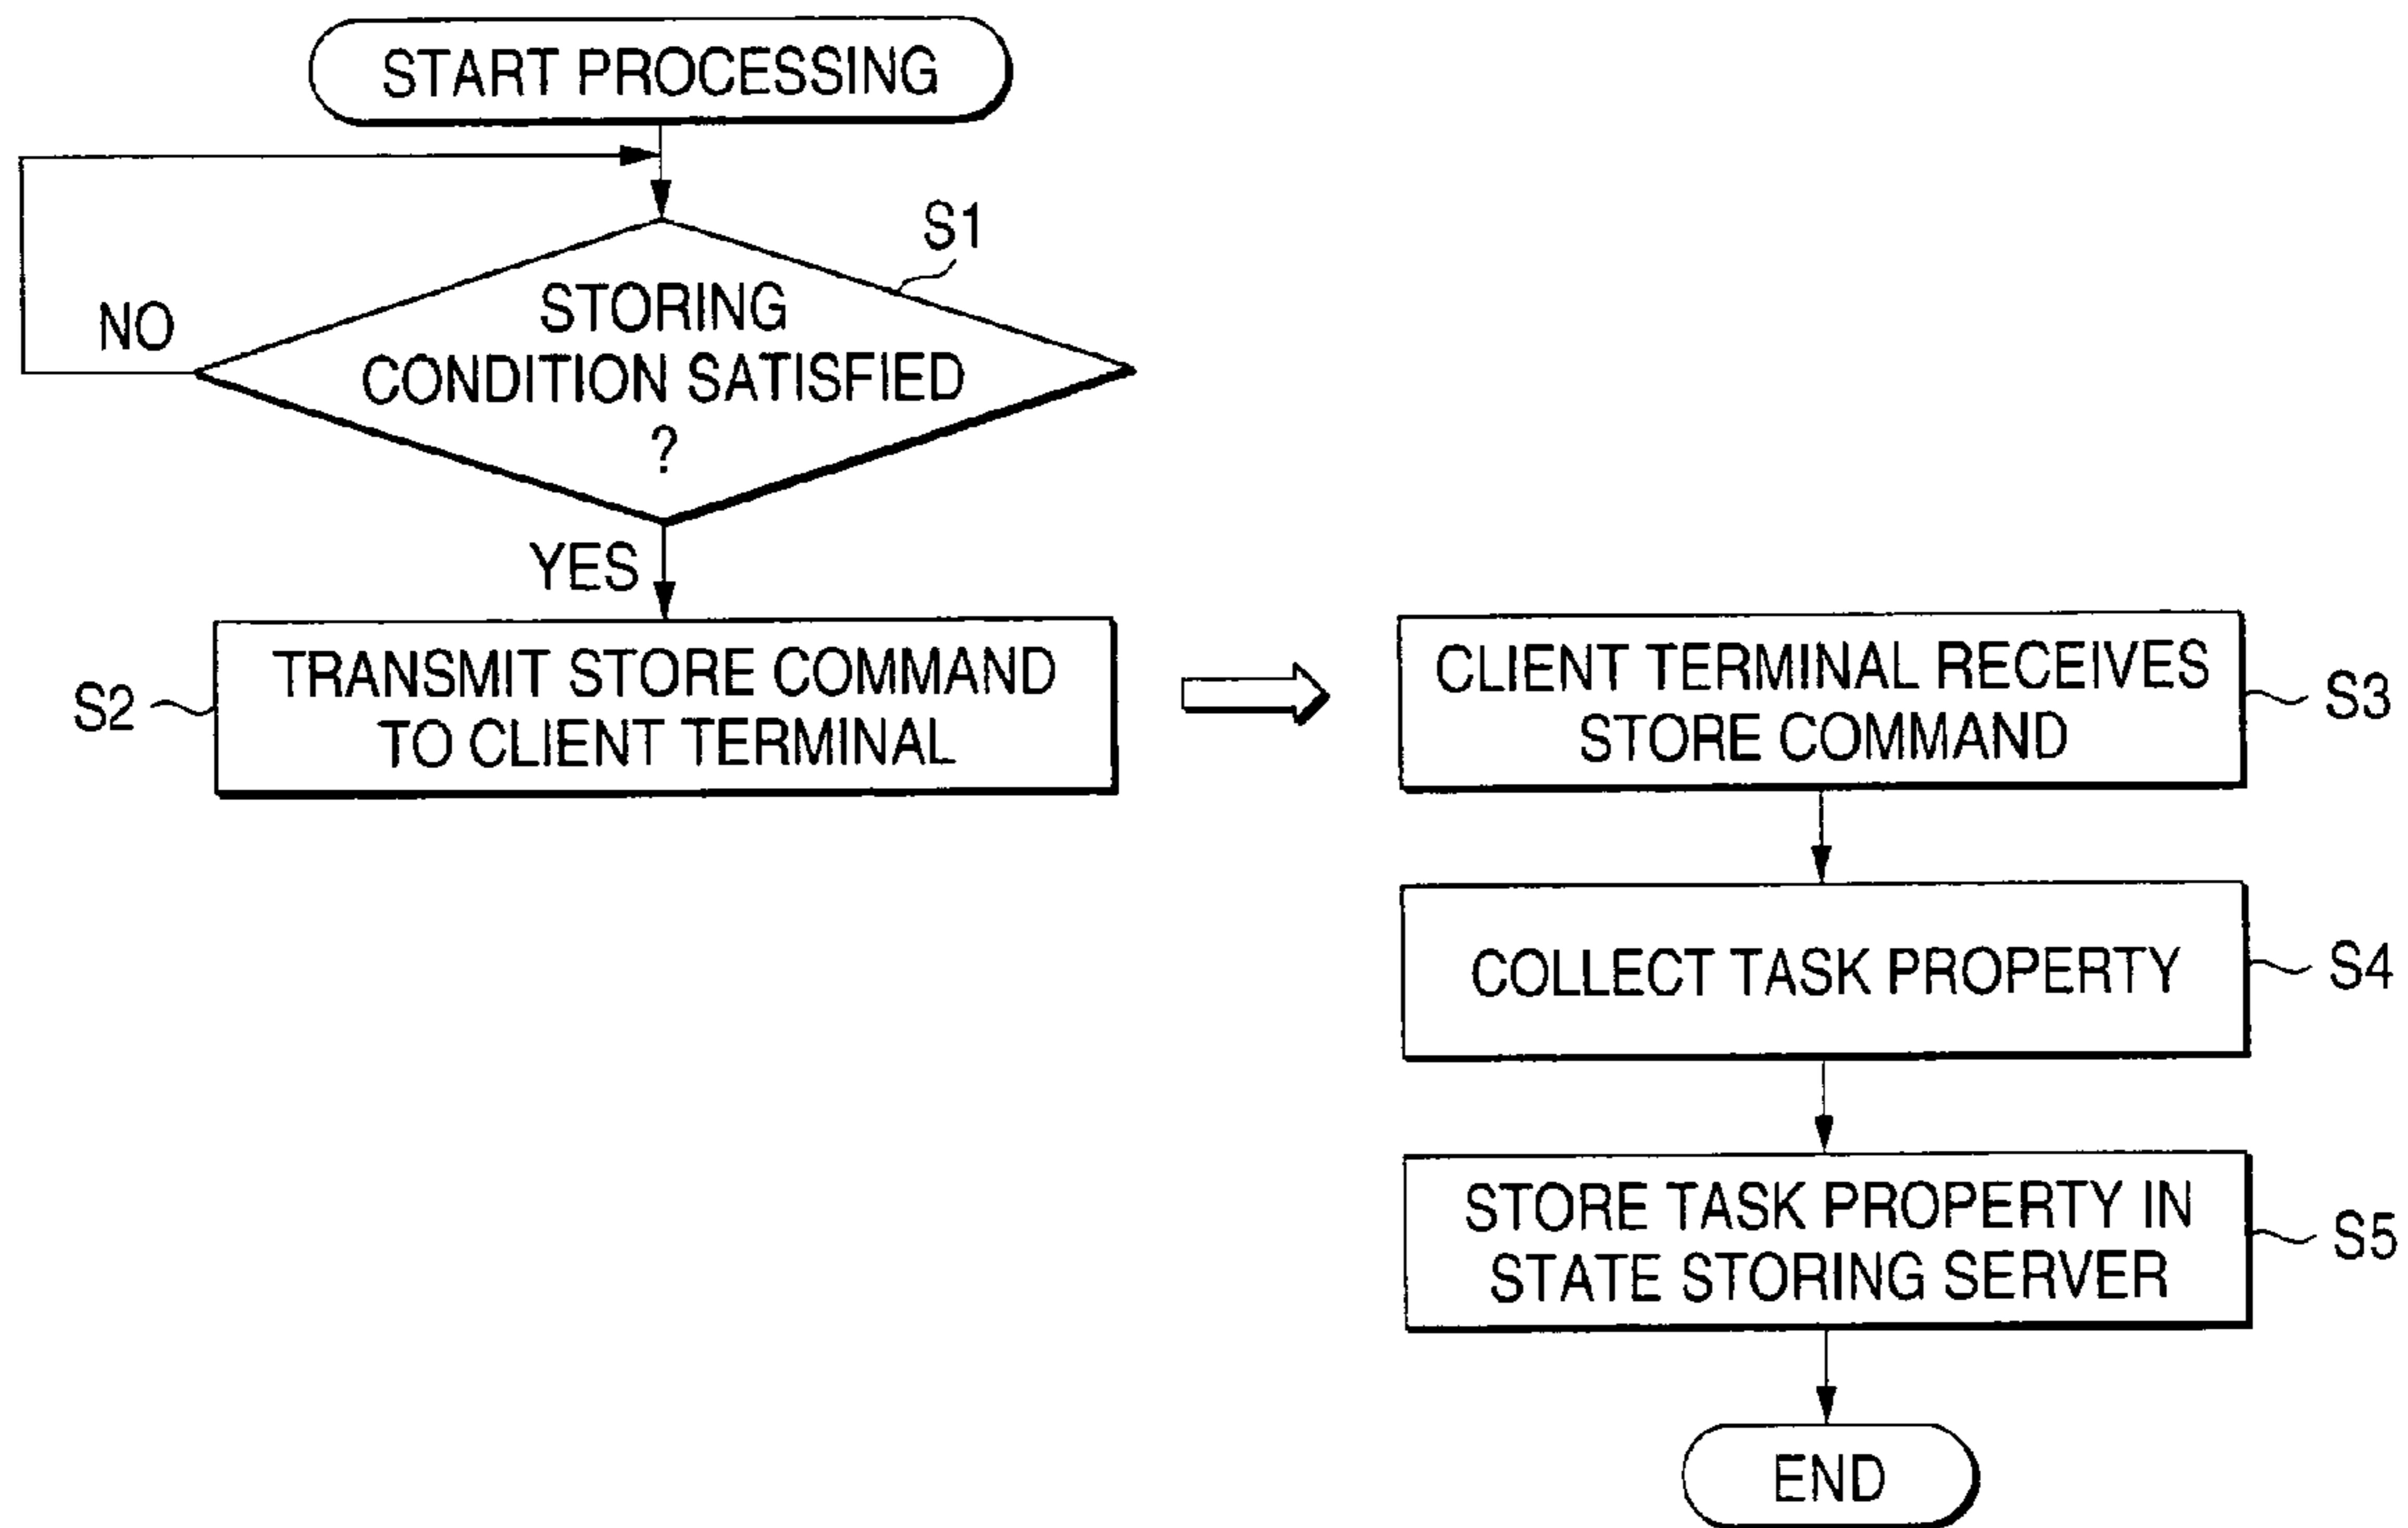 START PROCESSING
S1
STORING
CONDITION SATISFIED
?
NO
YES
S2
TRANSMIT STORE COMMAND
TO CLIENT TERMINAL
CLIENT TERMINAL RECEIVES
STORE COMMAND
S3
COLLECT TASK PROPERTY
S4
STORE TASK PROPERTY IN
STATE STORING SERVER
S5
END